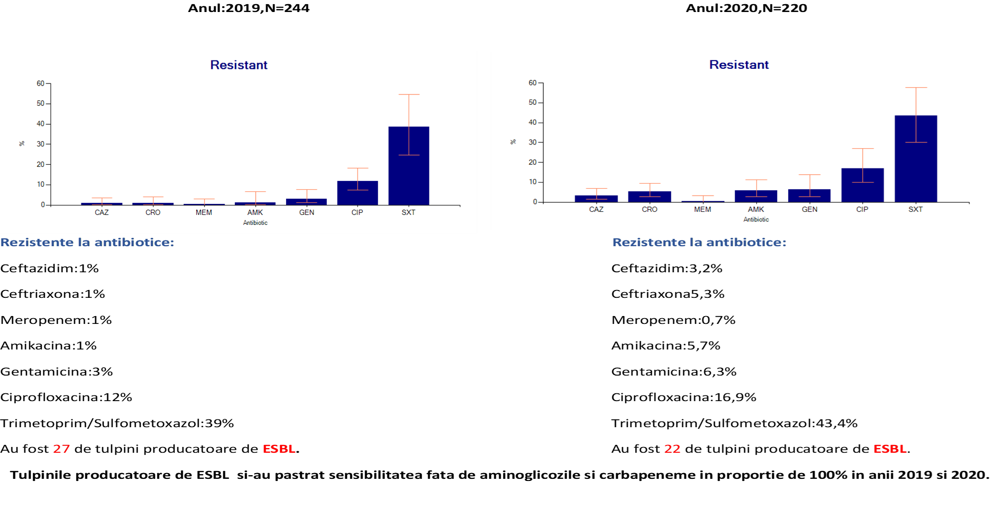 Anul:2019,N=244
Resistant
60
50
40
30
20
10
0
%
CAZ CRO MEM AMK GEN CIP SXT
Antibiotic
Rezistente la antibiotice:
Ceftazidim:1%
Ceftriaxona:1%
Meropenem:1%
Amikacina:1%
Gentamicina:3%
Ciprofloxacina:12%
Trimetoprim/Sulfometoxazol:39%
Au fost 27 de tulpini producatoare de ESBL.
Anul:2020,N=220
Resistant
60
50
40
30
20
10
0
%
CAZ CRO MEM AMK GEN CIP SXT
Antibiotic
Rezistente la antibiotice:
Ceftazidim:3,2%
Ceftriaxona5,3%
Meropenem:0,7%
Amikacina:5,7%
Gentamicina:6,3%
Ciprofloxacina:16,9%
Trimetoprim/Sulfometoxazol:43,4%
Au fost 22 de tulpini producatoare de ESBL.
Tulpinile producatoare de ESBL si-au pastrat sensibilitatea fata de aminoglicozile si carbapeneme in proportie de 100% in anii 2019 si 2020.